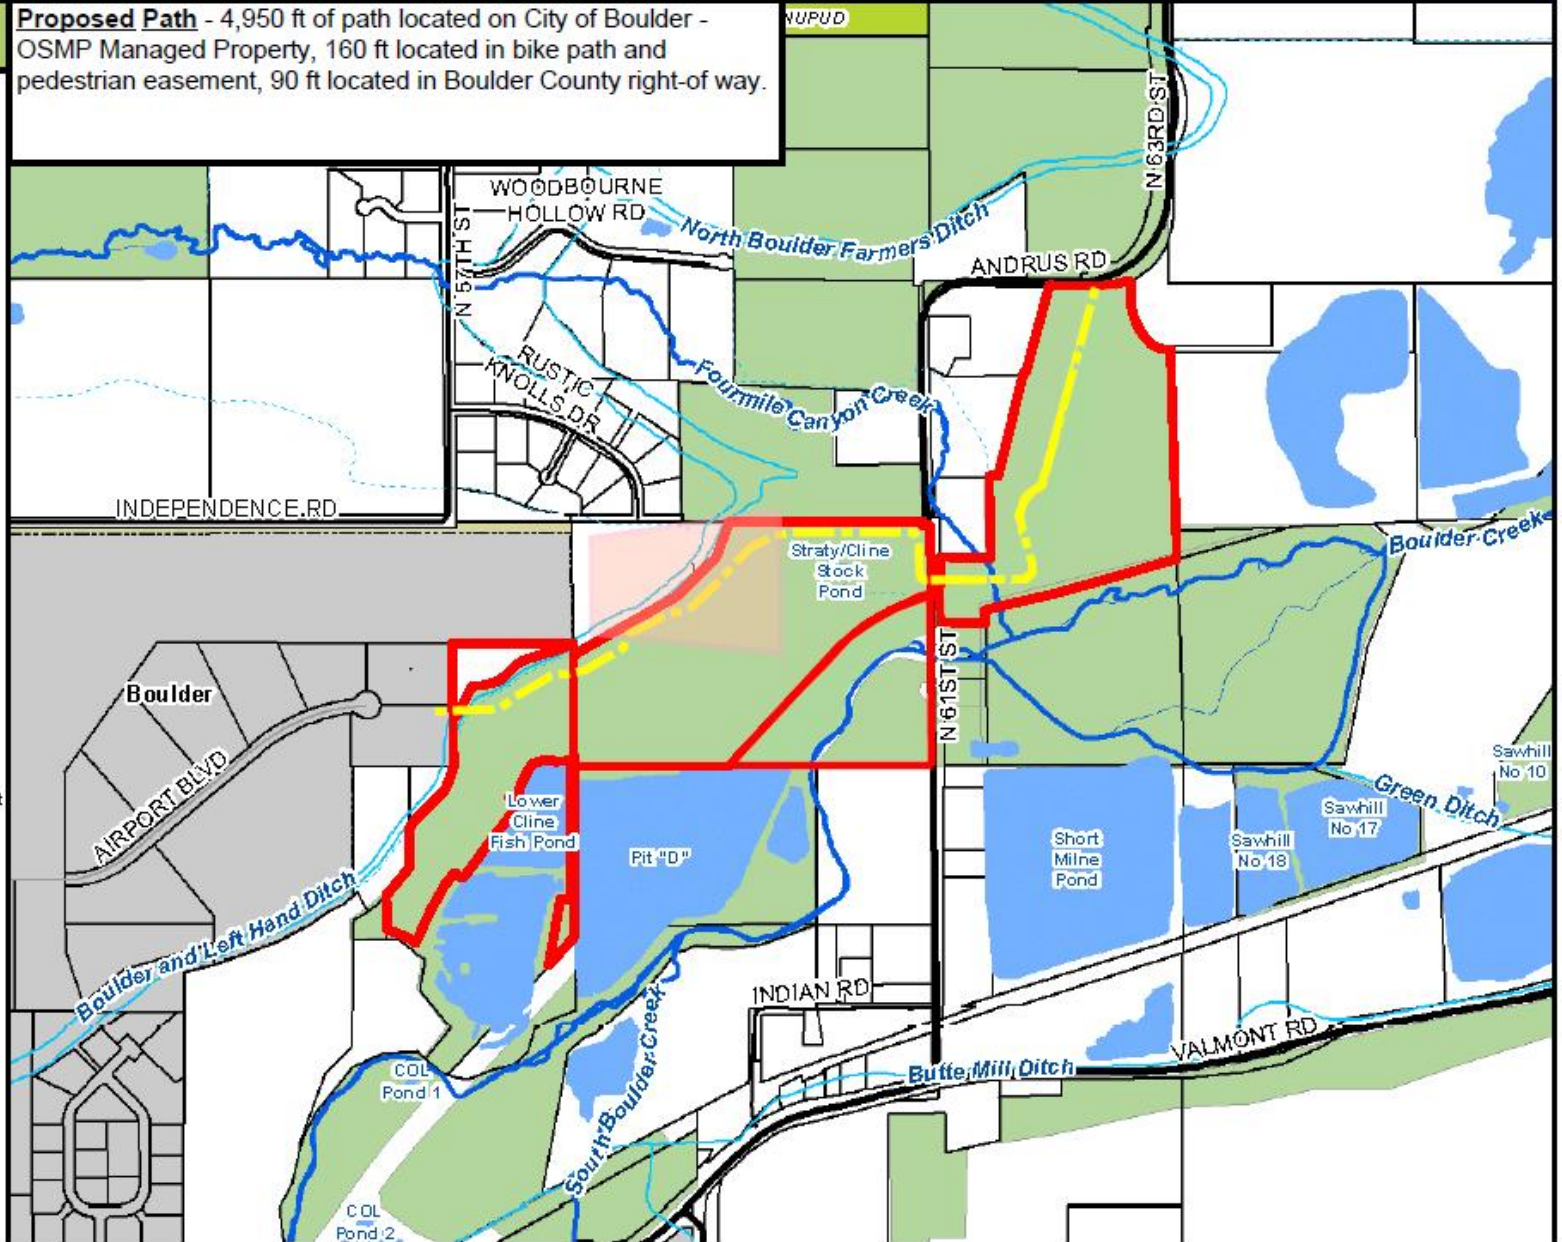 Proposed Path - 4,950 ft of path located on City of Boulder -
OSMP Managed Property, 160 ft located in bike path and
pedestrian easement, 90 ft located in Boulder County right-of way.
N 63RD ST
WOODBOURNE
HOLLOW RD
N 57TH ST
North Boulder Farmers Ditch
ANDRUS RD
RUSTIC
KNOLLS DR
Fourmile Canyon Creek
INDEPENDENCE RD
Straty/Cline
Stock
Pond
Boulder Creek
Boulder
N 61ST ST
AIRPORT BLVD
Lower
Cline
Fish Pond
Pit "D"
Short
Milne
Pond
Sawhill
No 18
Sawhill
No 17
Sawhill
No 10
Green Ditch
Boulder and Left Hand Ditch
INDIAN RD
VALMONT RD
Butte Mill Ditch
South Boulder Creek
COL
Pond 1
COL
Pond 2